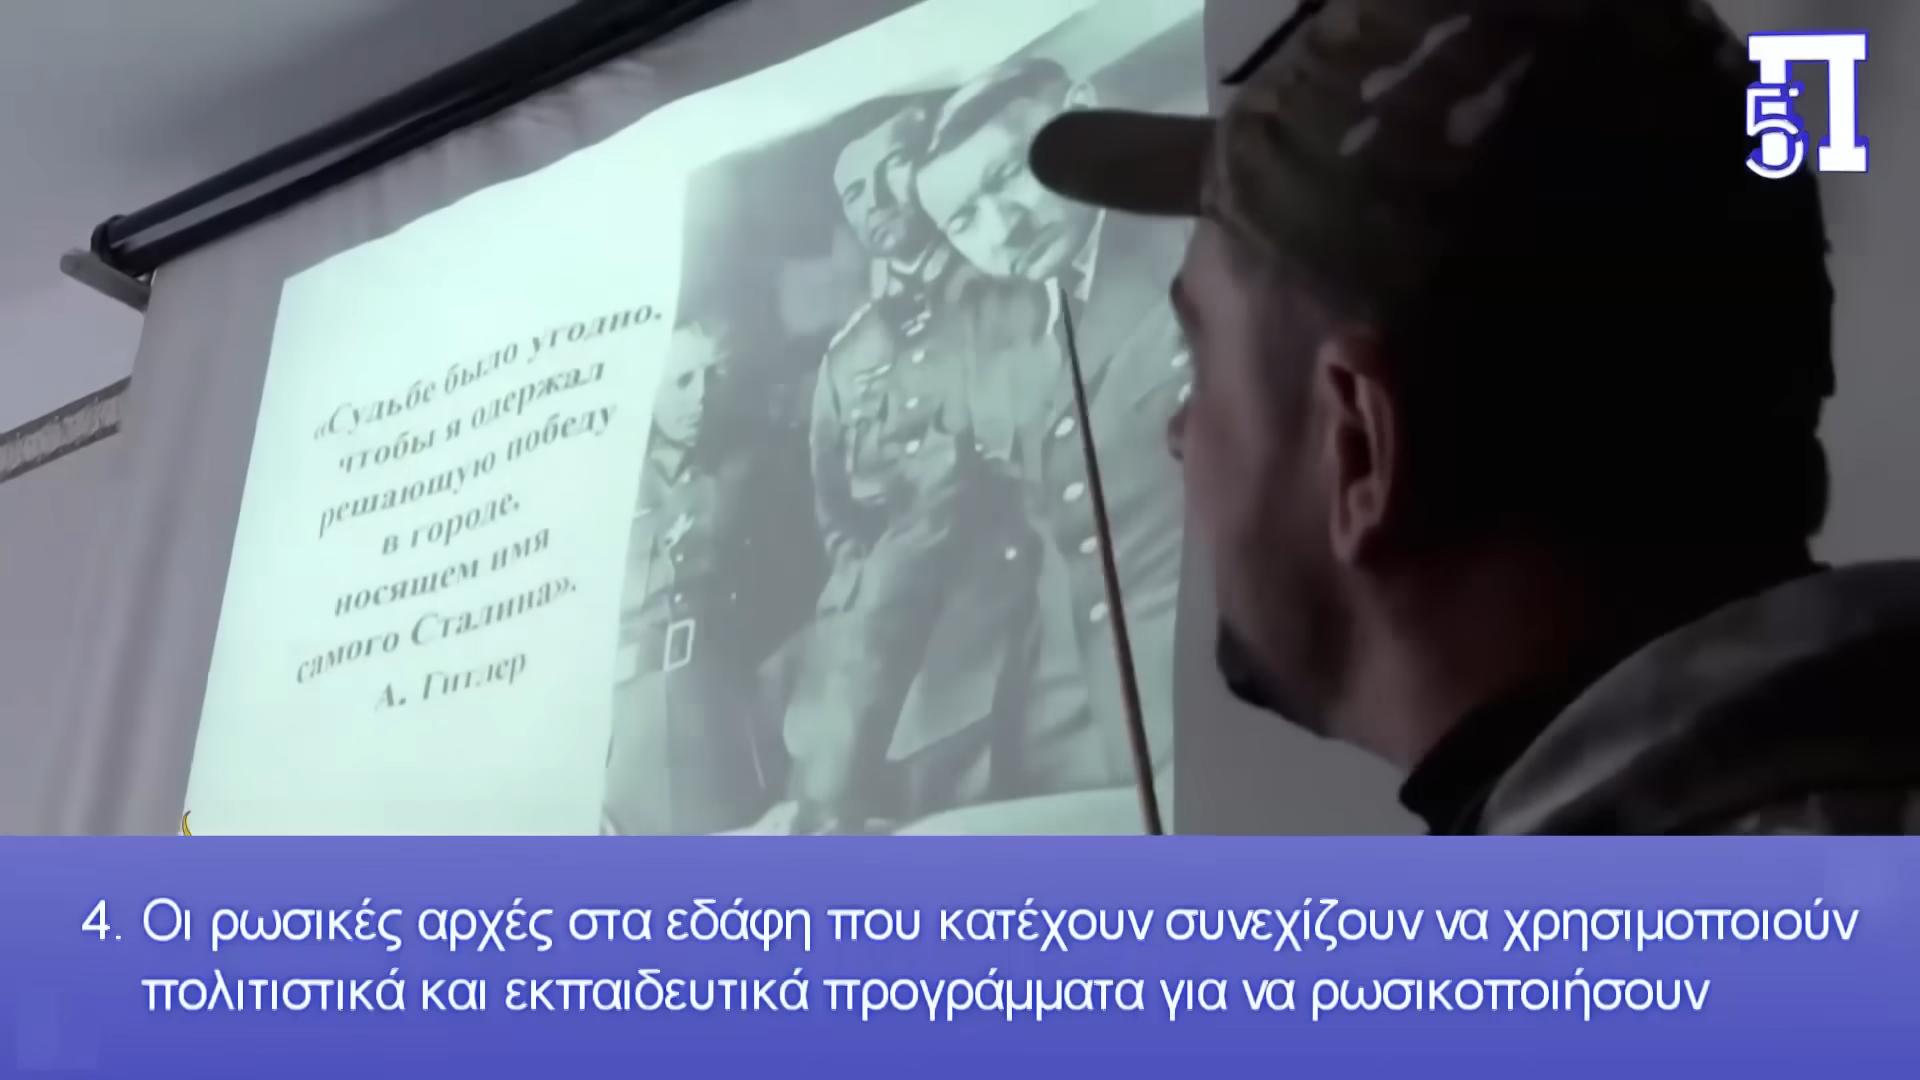 5Π
«Судьбе было угодно,
чтобы я одержал
решающую победу
в городе,
носящем имя
самого Сталина».
А. Гитлер
4. Οι ρωσικές αρχές στα εδάφη που κατέχουν συνεχίζουν να χρησιμοποιούν
πολιτιστικά και εκπαιδευτικά προγράμματα για να ρωσικοποιήσουν